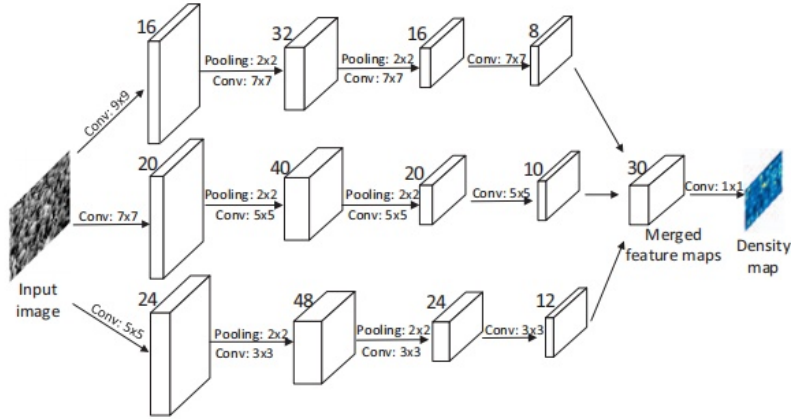 16
32
16
8
Pooling: 2x2
Conv: 7x7
Pooling: 2x2
Conv: 7x7
Conv: 7x7
Conv: 9x9
20
40
20
10
30
Conv: 7x7
Pooling: 2x2
Conv: 5x5
Pooling: 2x2
Conv: 5x5
Conv: 5x5
Conv: 1x1
Merged
feature maps
Density
map
Input
image
Conv: 5x5
24
48
24
12
Pooling: 2x2
Conv: 3x3
Pooling: 2x2
Conv: 3x3
Conv: 3x3